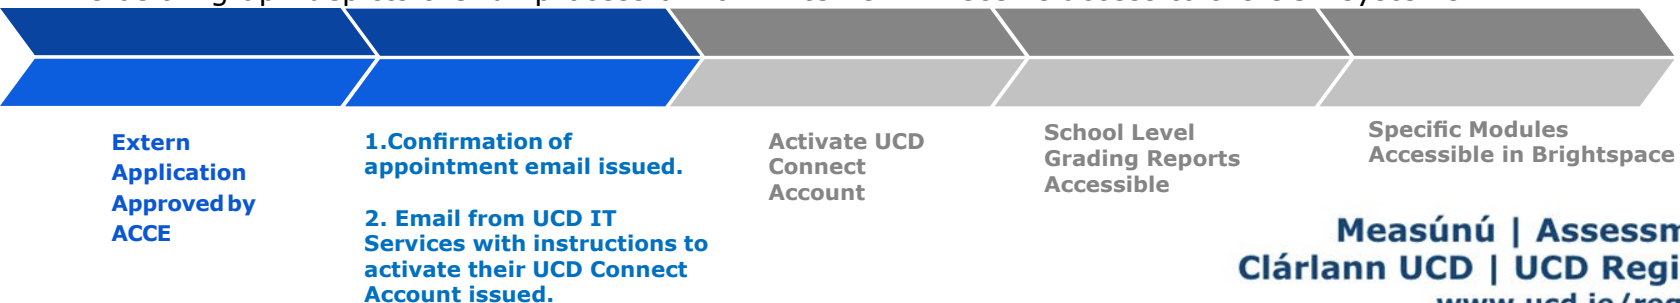 Extern
Application
Approved by
ACCE
1.Confirmation of
appointment email issued.
2. Email from UCD IT
Services with instructions to
activate their UCD Connect
Account issued.
Activate UCD
Connect
Account
School Level
Grading Reports
Accessible
Specific Modules
Accessible in Brightspace
Measúnú | Assessm
Clárlann UCD | UCD Regi